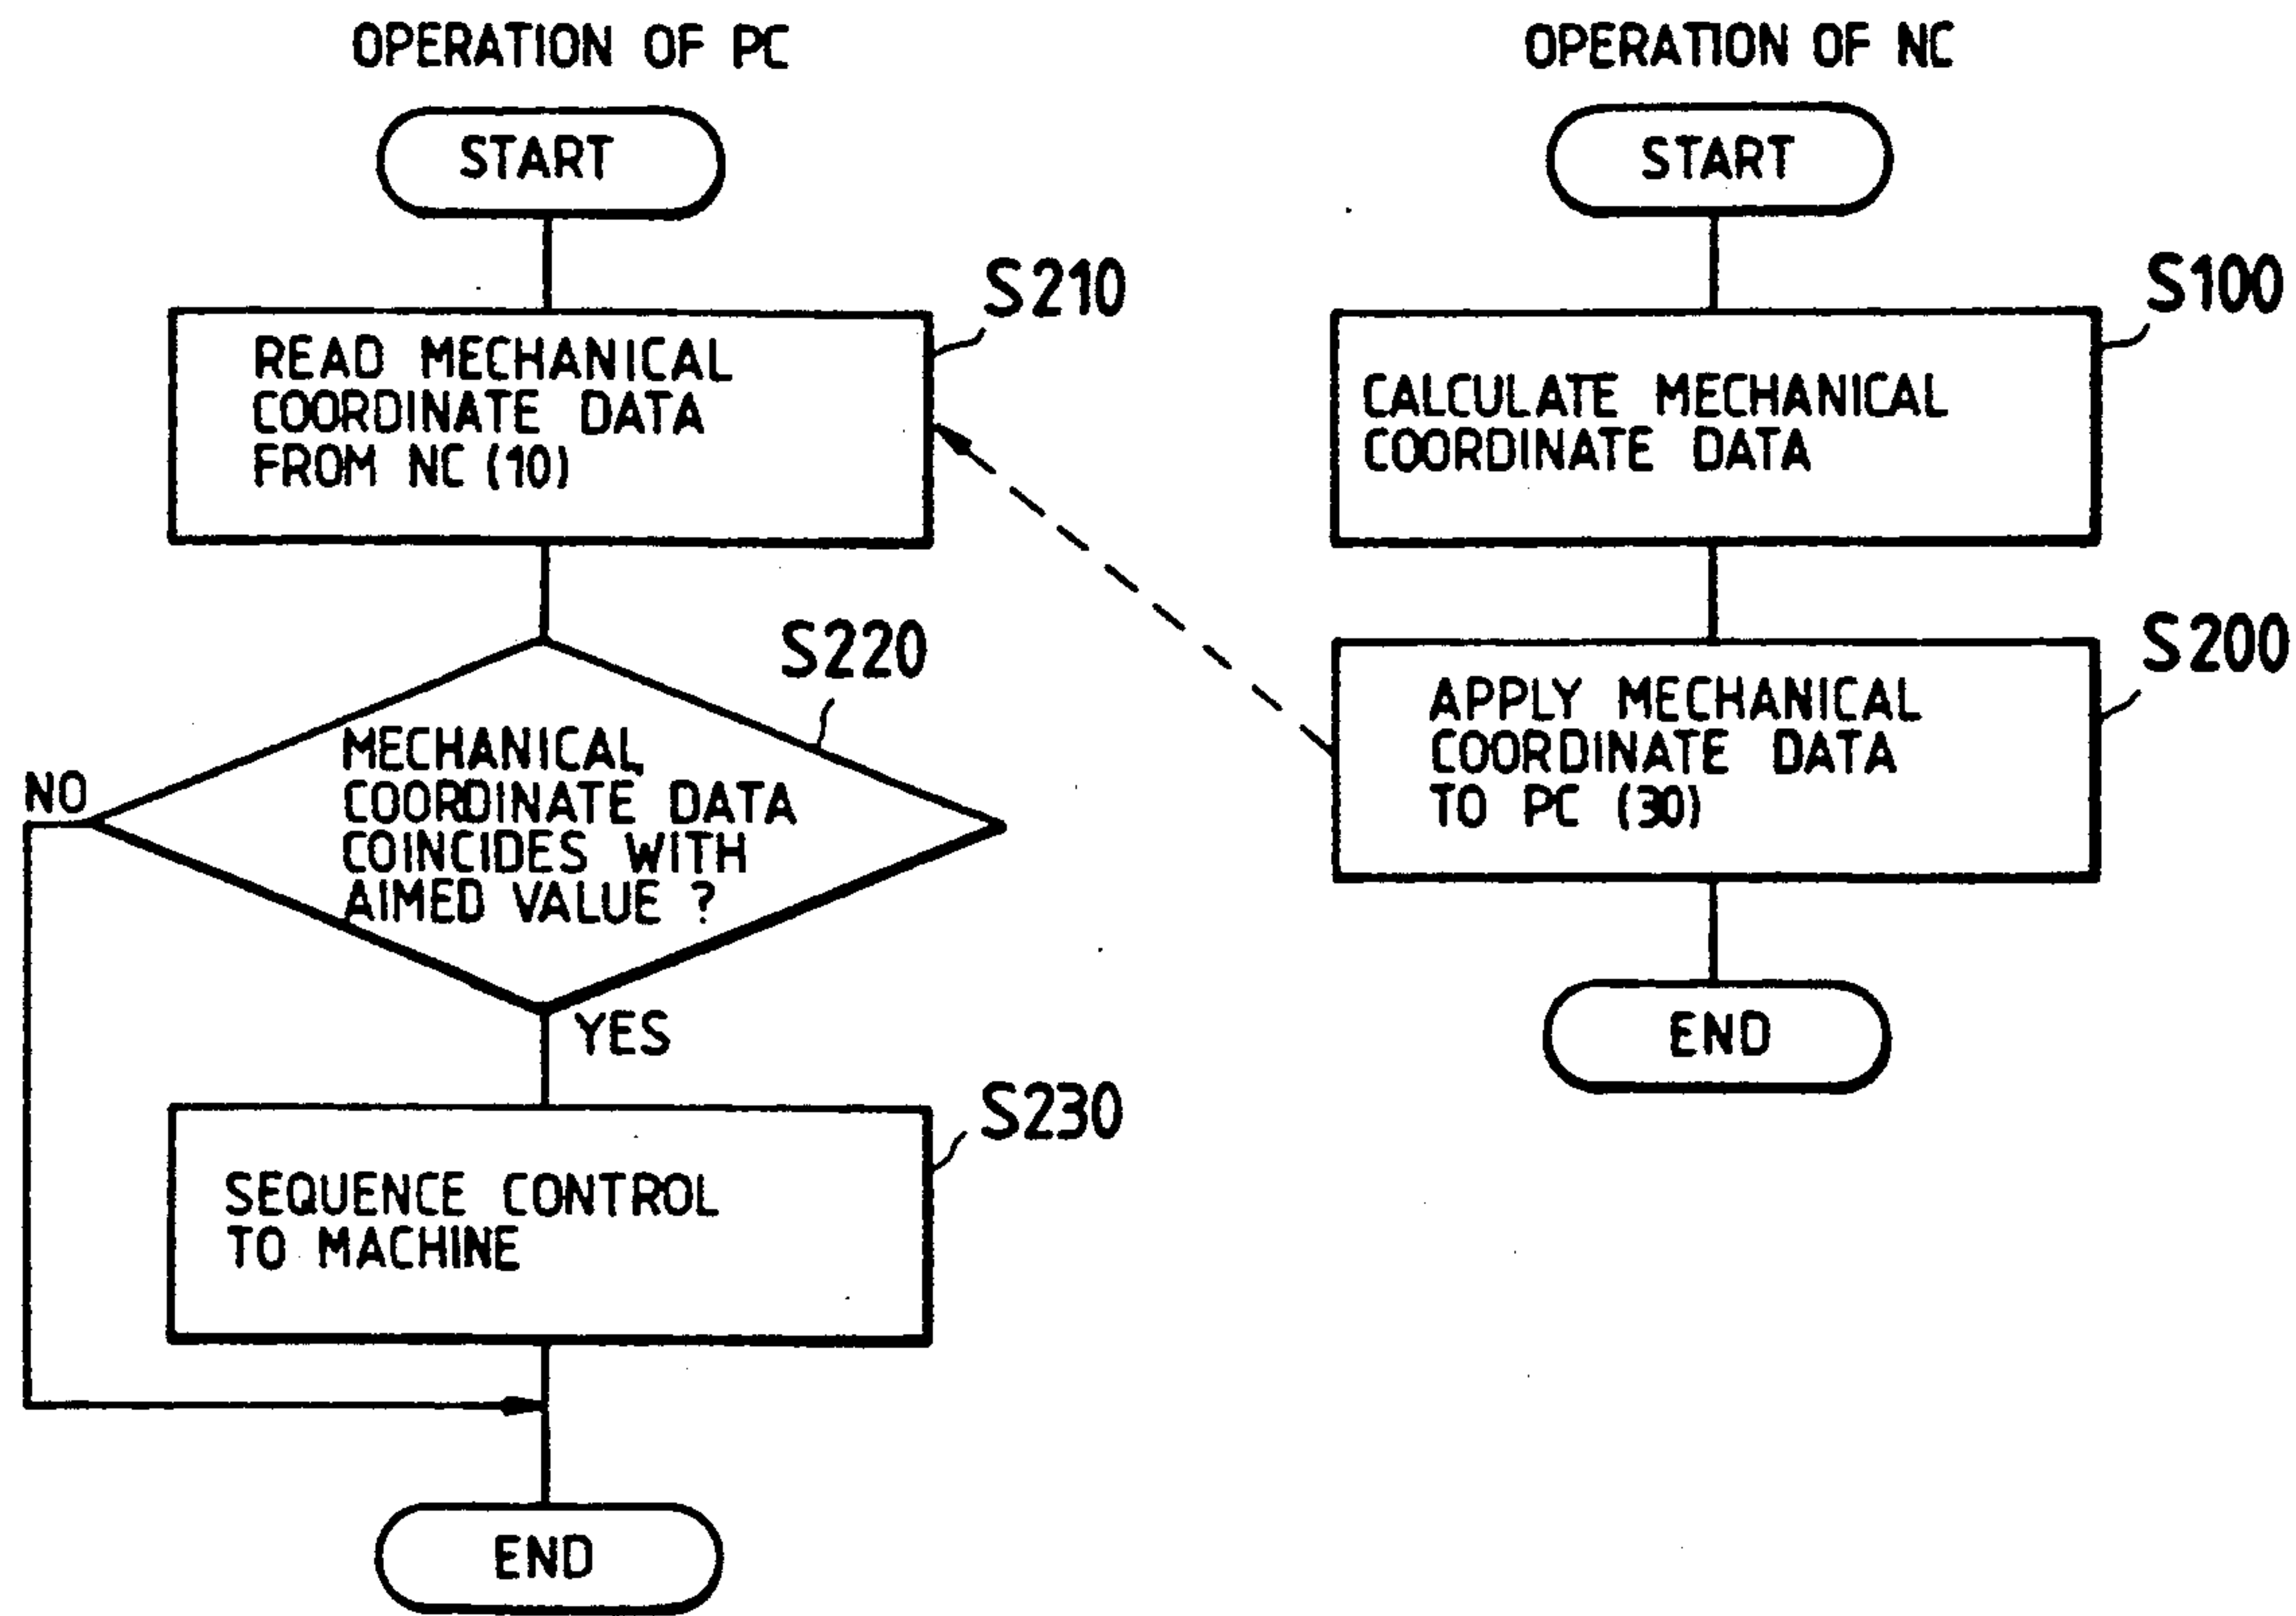 OPERATION OF PC
START
S210
READ MECHANICAL
COORDINATE DATA
FROM NC (10)
S220
MECHANICAL
COORDINATE DATA
COINCIDES WITH
AIMED VALUE ?
NO
YES
S230
SEQUENCE CONTROL
TO MACHINE
END
OPERATION OF NC
START
S100
CALCULATE MECHANICAL
COORDINATE DATA
S200
APPLY MECHANICAL
COORDINATE DATA
TO PC (30)
END